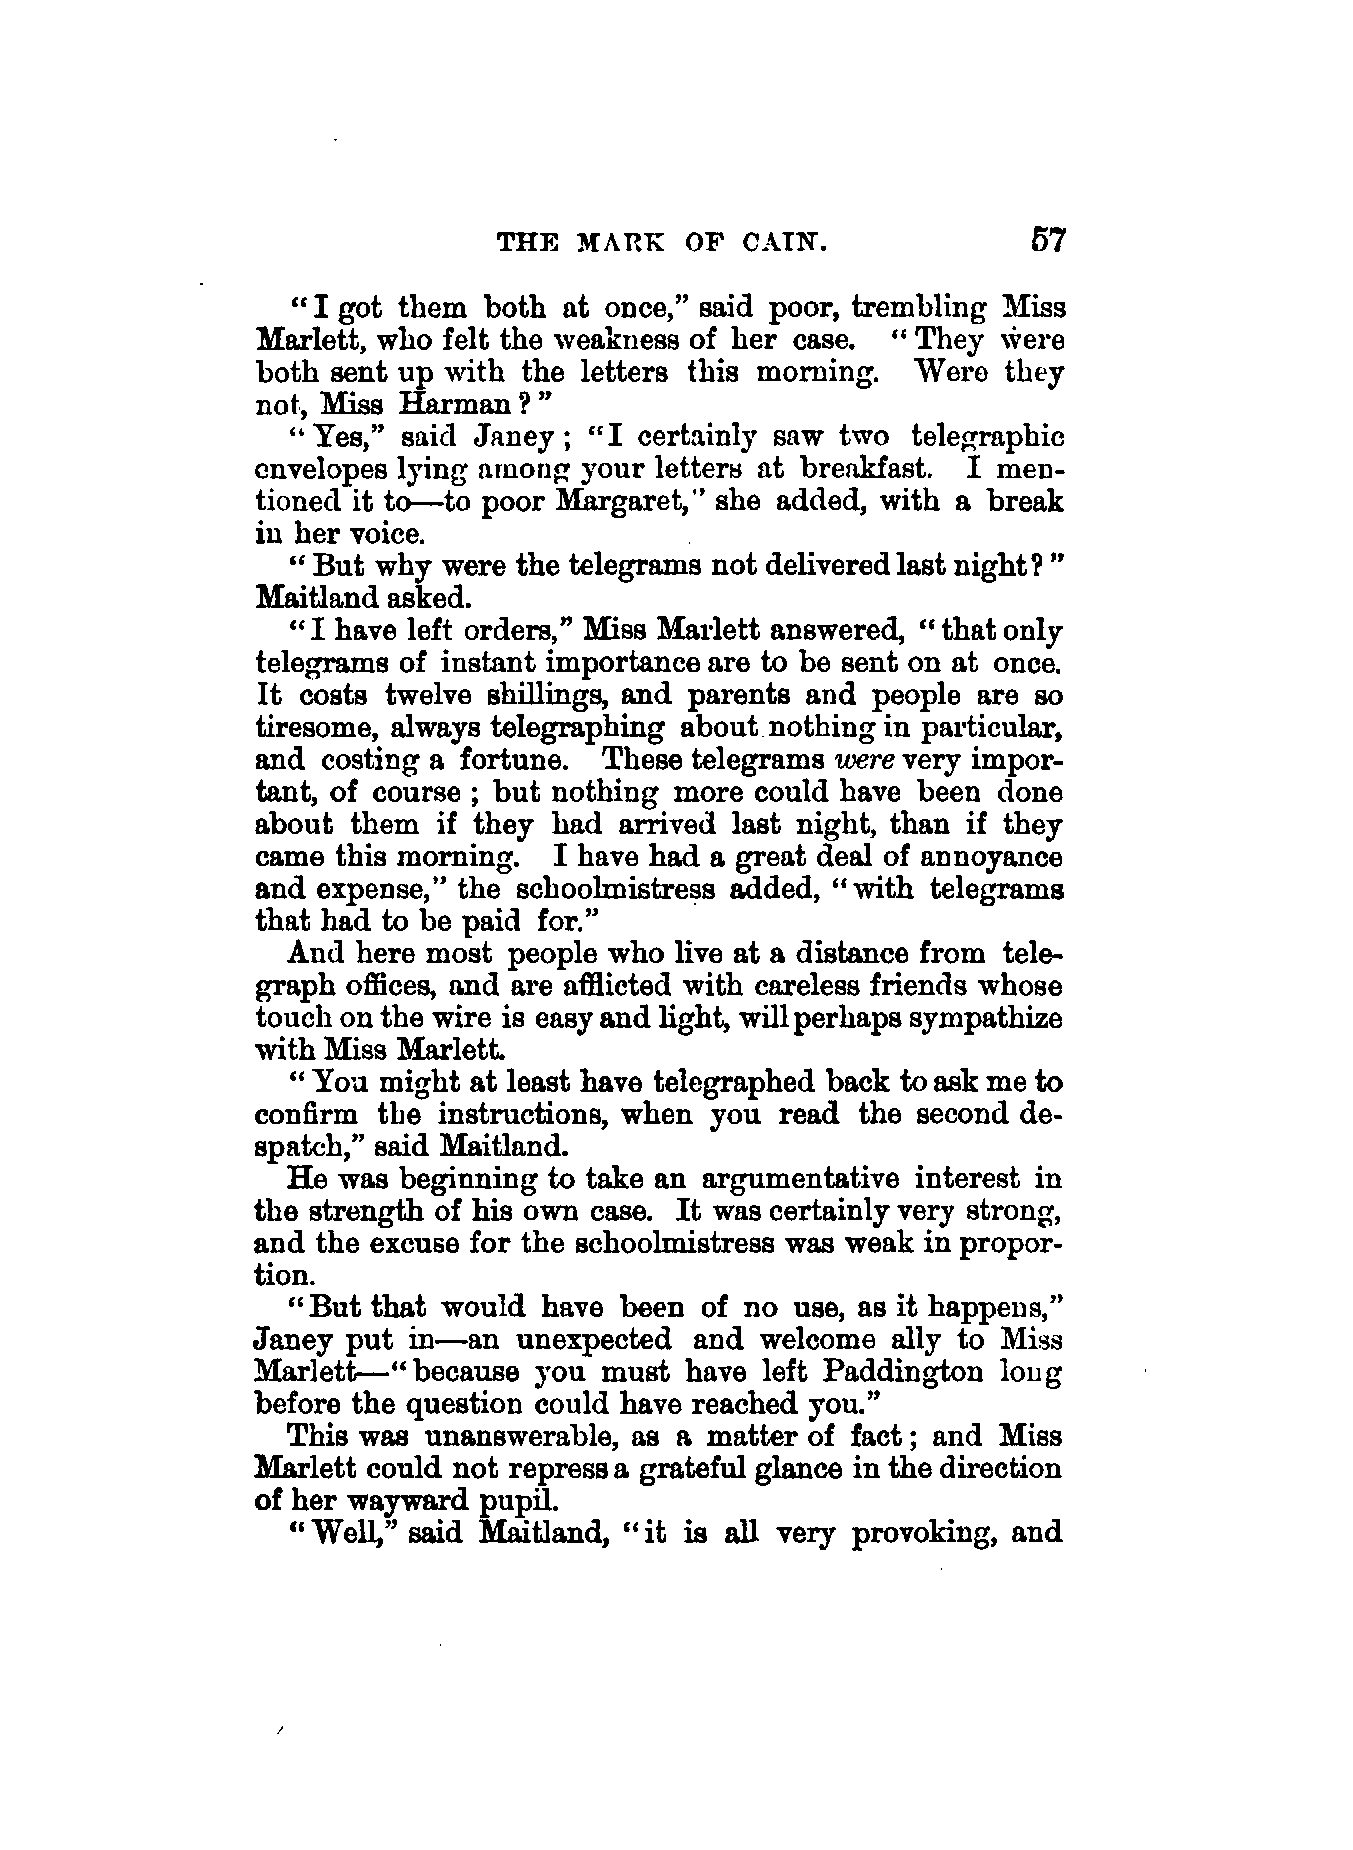 THE MARK OF CAIN. 57
"I got them both at once," said poor, trembling Miss
Marlett, who felt the weakness of her case. "They were
both sent up with the letters this morning. Were they
not, Miss Harman?"
"Yes," said Janey; "I certainly saw two telegraphic
envelopes lying among your letters at breakfast. I men-
tioned it to—to poor Margaret," she added, with a break
in her voice.
"But why were the telegrams not delivered last night?"
Maitland asked.
"I have left orders," Miss Marlett answered, "that only
telegrams of instant importance are to be sent on at once.
It costs twelve shillings, and parents and people are so
tiresome, always telegraphing about nothing in particular,
and costing a fortune. These telegrams were very impor-
tant, of course; but nothing more could have been done
about them if they had arrived last night, than if they
came this morning. I have had a great deal of annoyance
and expense," the schoolmistress added, "with telegrams
that had to be paid for."
And here most people who live at a distance from tele-
graph offices, and are afflicted with careless friends whose
touch on the wire is easy and light, will perhaps sympathize
with Miss Marlett.
"You might at least have telegraphed back to ask me to
confirm the instructions, when you read the second de-
spatch," said Maitland.
He was beginning to take an argumentative interest in
the strength of his own case. It was certainly very strong,
and the excuse for the schoolmistress was weak in propor-
tion.
"But that would have been of no use, as it happens,"
Janey put in—an unexpected and welcome ally to Miss
Marlett—"because you must have left Paddington long
before the question could have reached you."
This was unanswerable, as a matter of fact; and Miss
Marlett could not repress a grateful glance in the direction
of her wayward pupil.
"Well," said Maitland, "it is all very provoking, and